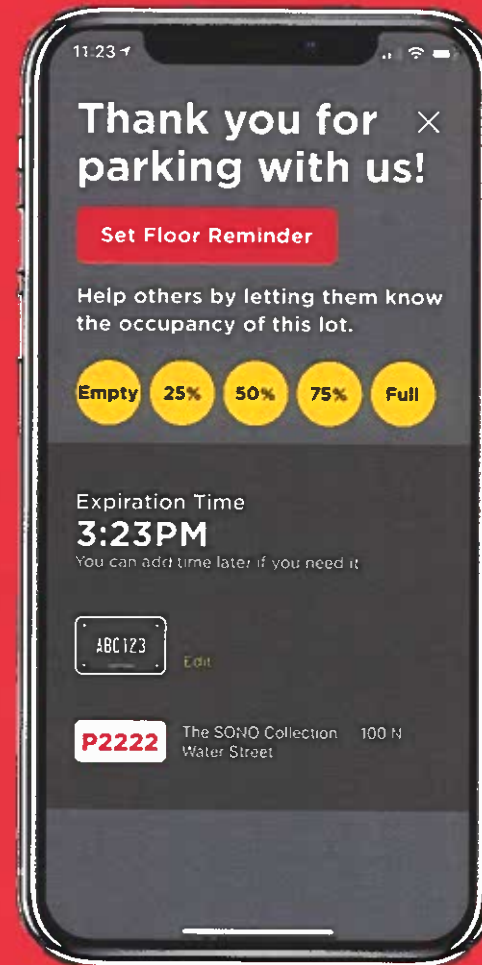 11:23
Thank you for
parking with us!
Set Floor Reminder
Help others by letting them know
the occupancy of this lot.
Empty 25% 50% 75% Full
Expiration Time
3:23PM
You can add time later if you need it
ABC123
Edit
P2222
The SONO Collection 100 N
Water Street